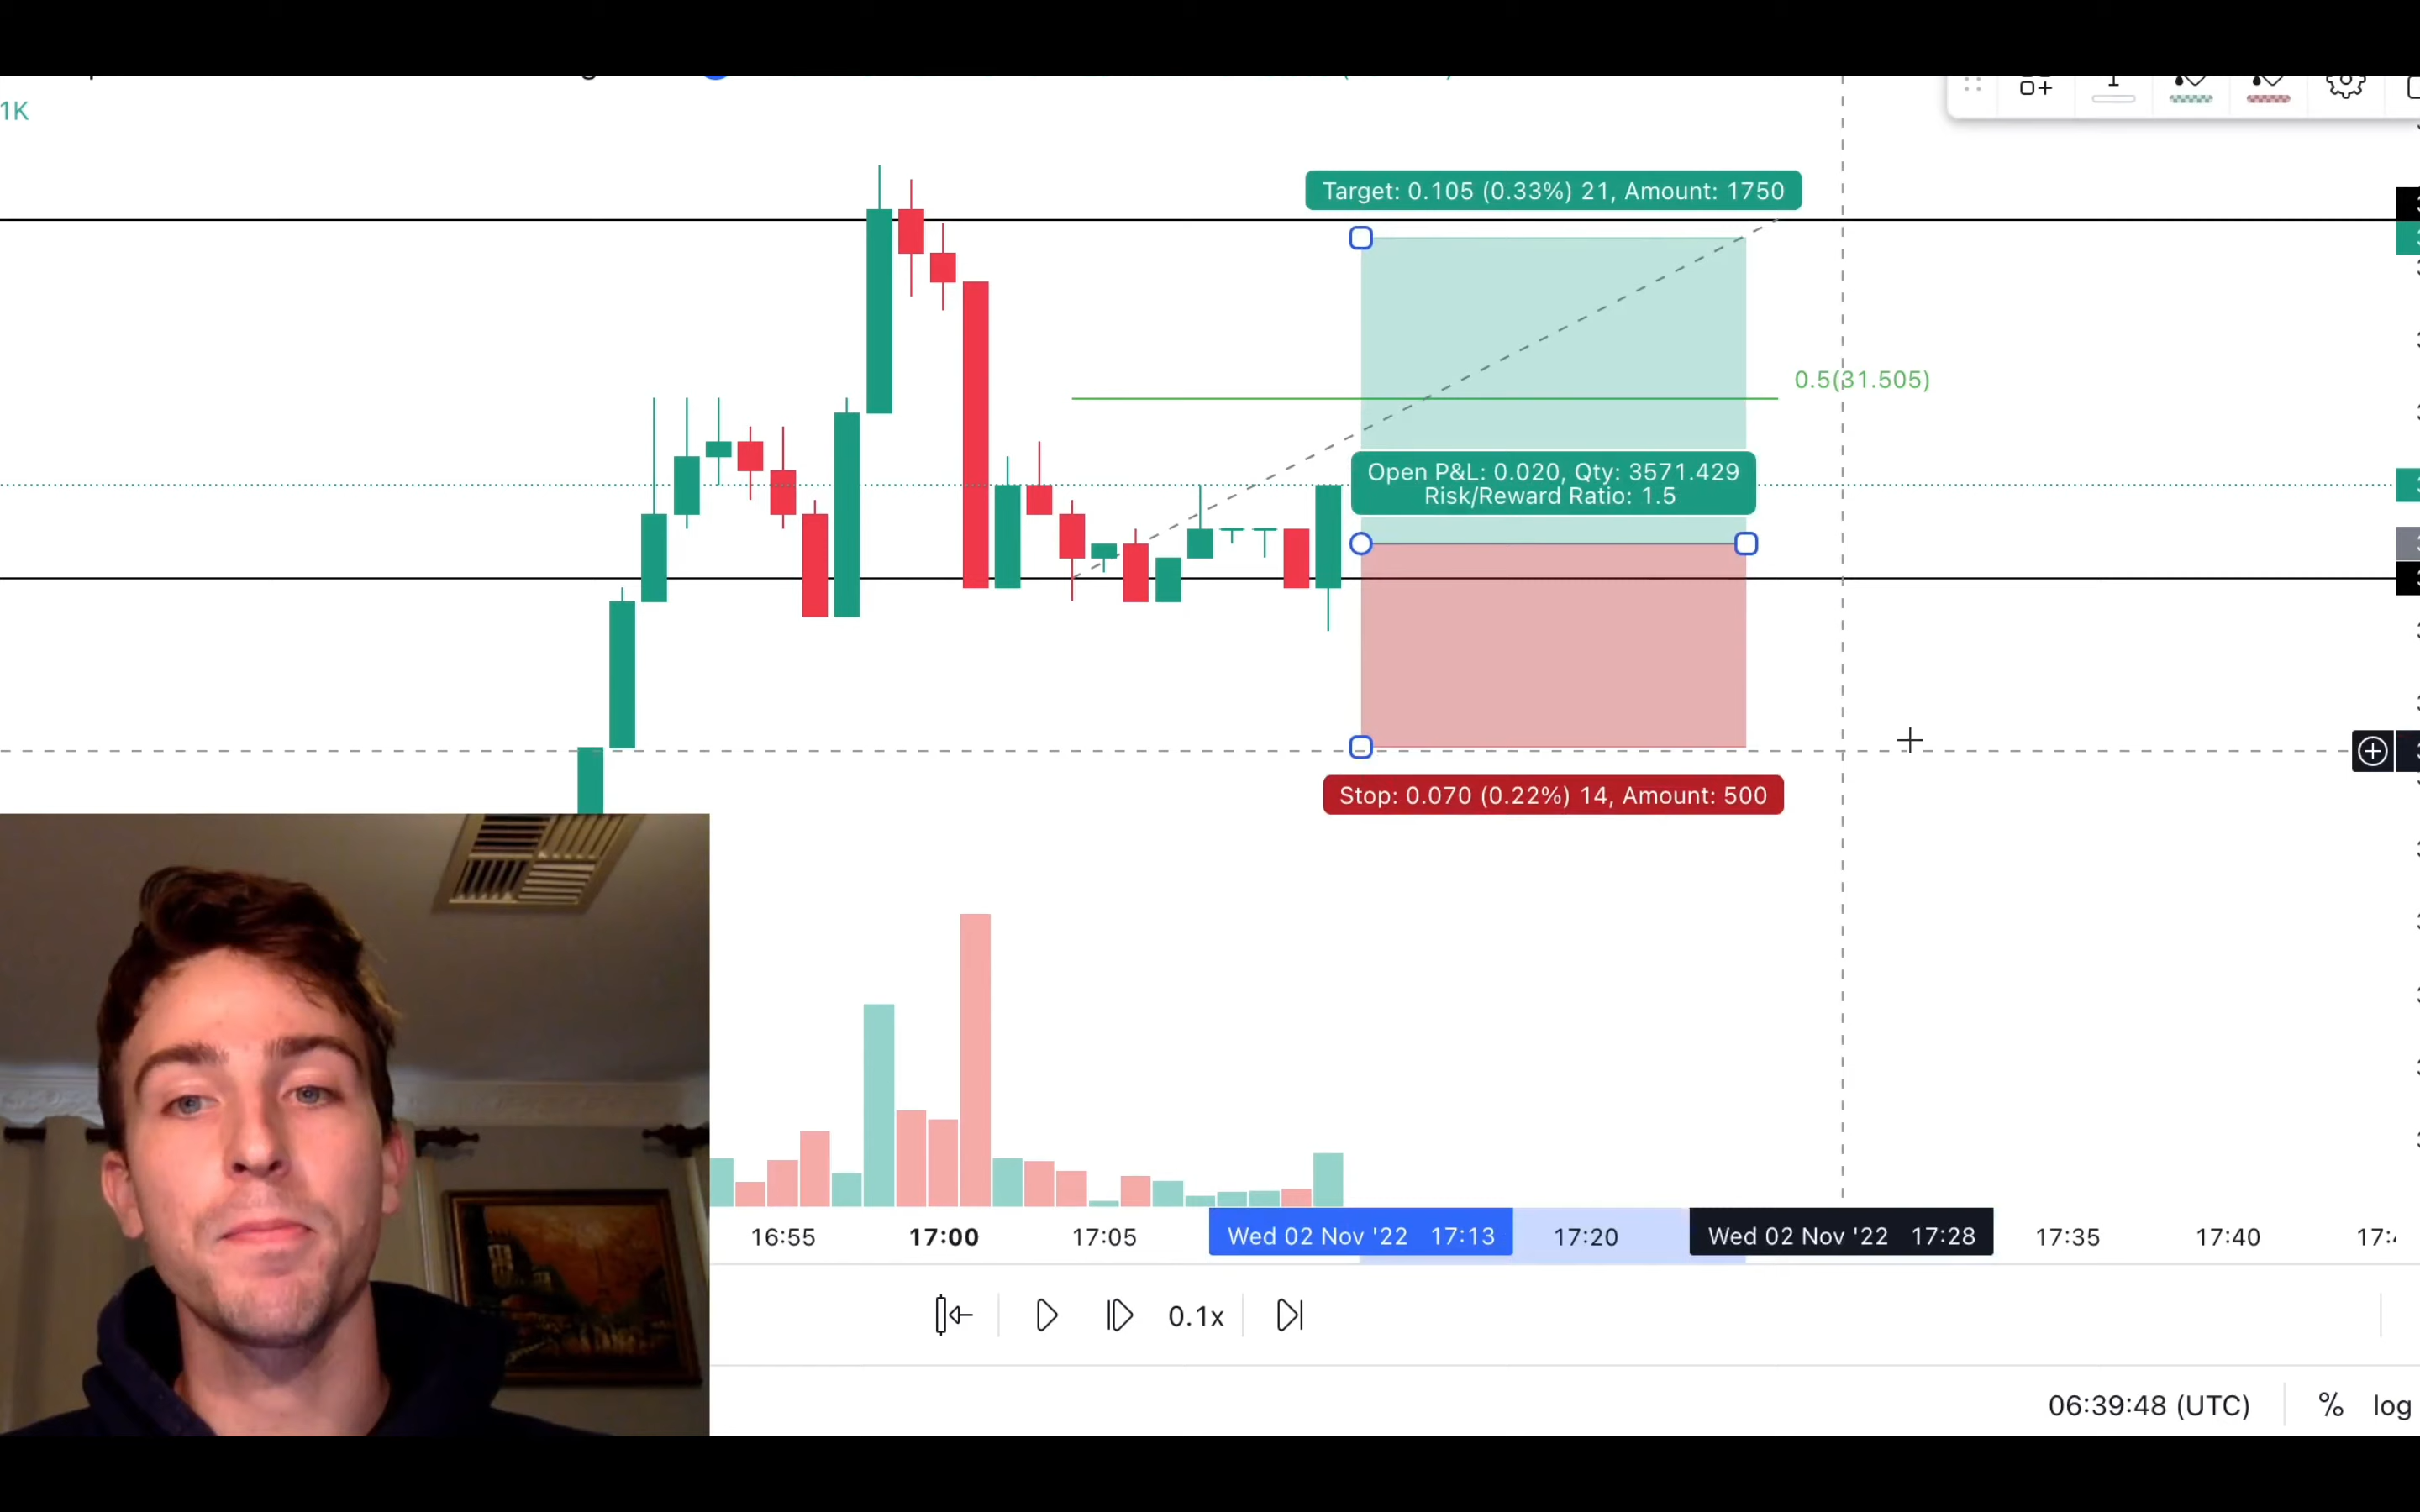 1K
Target: 0.105 (0.33%) 21, Amount: 1750
0.5(31.505)
Open P&L: 0.020, Qty: 3571.429
Risk/Reward Ratio: 1.5
Stop: 0.070 (0.22%) 14, Amount: 500
16:55 17:00 17:05 Wed 02 Nov '22 17:13 17:20 Wed 02 Nov '22 17:28 17:35 17:40
0.1x
06:39:48 (UTC) % log